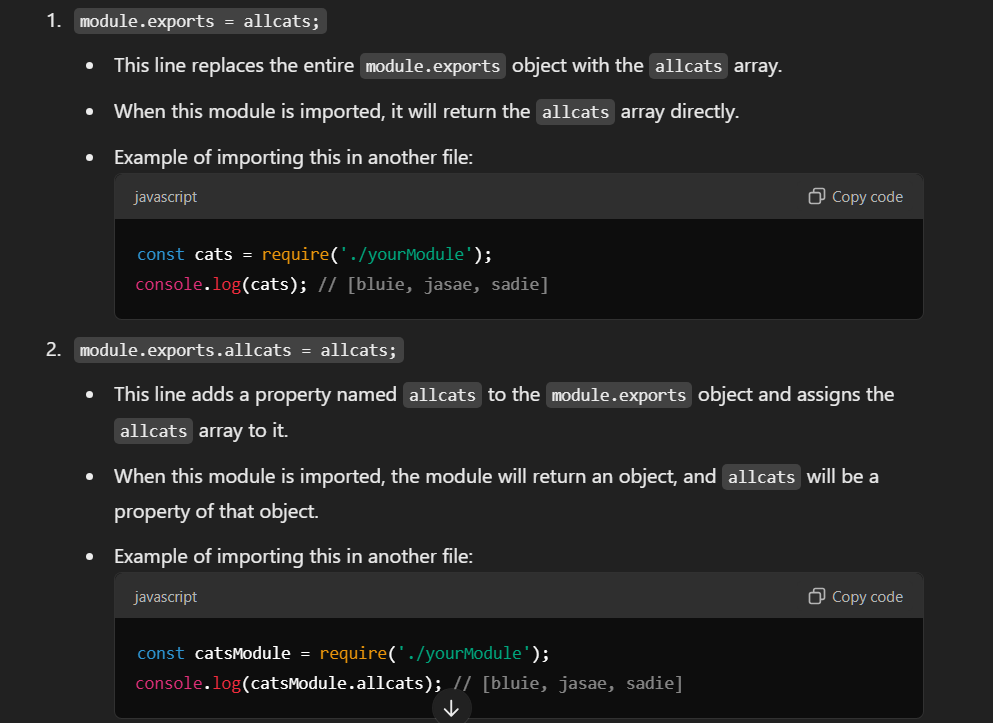 1. module.exports = allcats;
• This line replaces the entire module.exports object with the allcats array.
• When this module is imported, it will return the allcats array directly.
• Example of importing this in another file:
javascript Copy code
const cats = require('./yourModule');
console.log(cats); // [bluie, jasae, sadie]
2. module.exports.allcats = allcats;
• This line adds a property named allcats to the module.exports object and assigns the
allcats array to it.
• When this module is imported, the module will return an object, and allcats will be a
property of that object.
• Example of importing this in another file:
javascript Copy code
const catsModule = require('./yourModule');
console.log(catsModule.allcats); // [bluie, jasae, sadie]